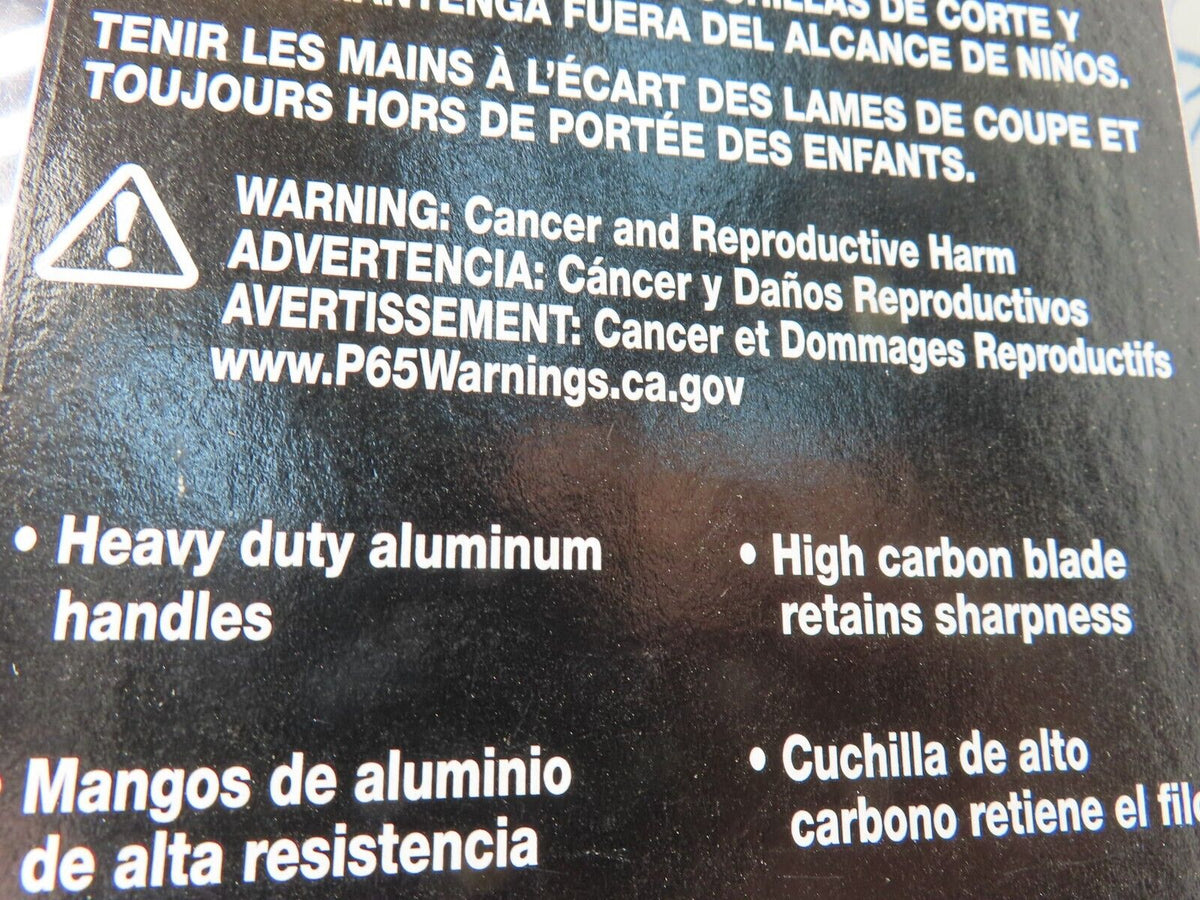 DE CORTE Y
FUERA DEL ALCANCE DE NIÑOS.
TENIR LES MAINS À L'ÉCART DES LAMES DE COUPE ET
TOUJOURS HORS DE PORTÉE DES ENFANTS.
WARNING: Cancer and Reproductive Harm
ADVERTENCIA: Cáncer y Daños Reproductivos
AVERTISSEMENT: Cancer et Dommages Reproductifs
www.P65Warnings.ca.gov
• Heavy duty aluminum
handles
• High carbon blade
retains sharpness
• Mangos de aluminio
de alta resistencia
• Cuchilla de alto
carbono retiene el